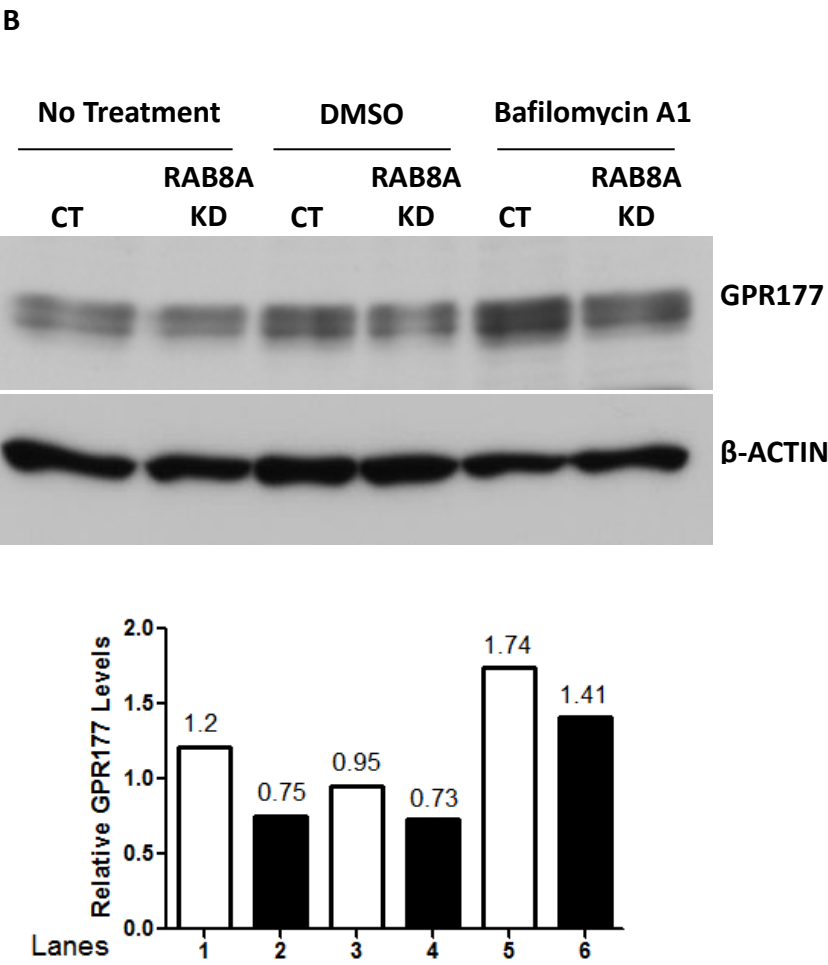 B
No Treatment DMSO Bafilomycin A1
RAB8A RAB8A RAB8A
CT KD CT KD CT KD
GPR177
β-ACTIN
Relative GPR177 Levels
2.0
1.5
1.0
0.5
0.0
1.2
0.75
0.95
0.73
1.74
1.41
Lanes 1 2 3 4 5 6